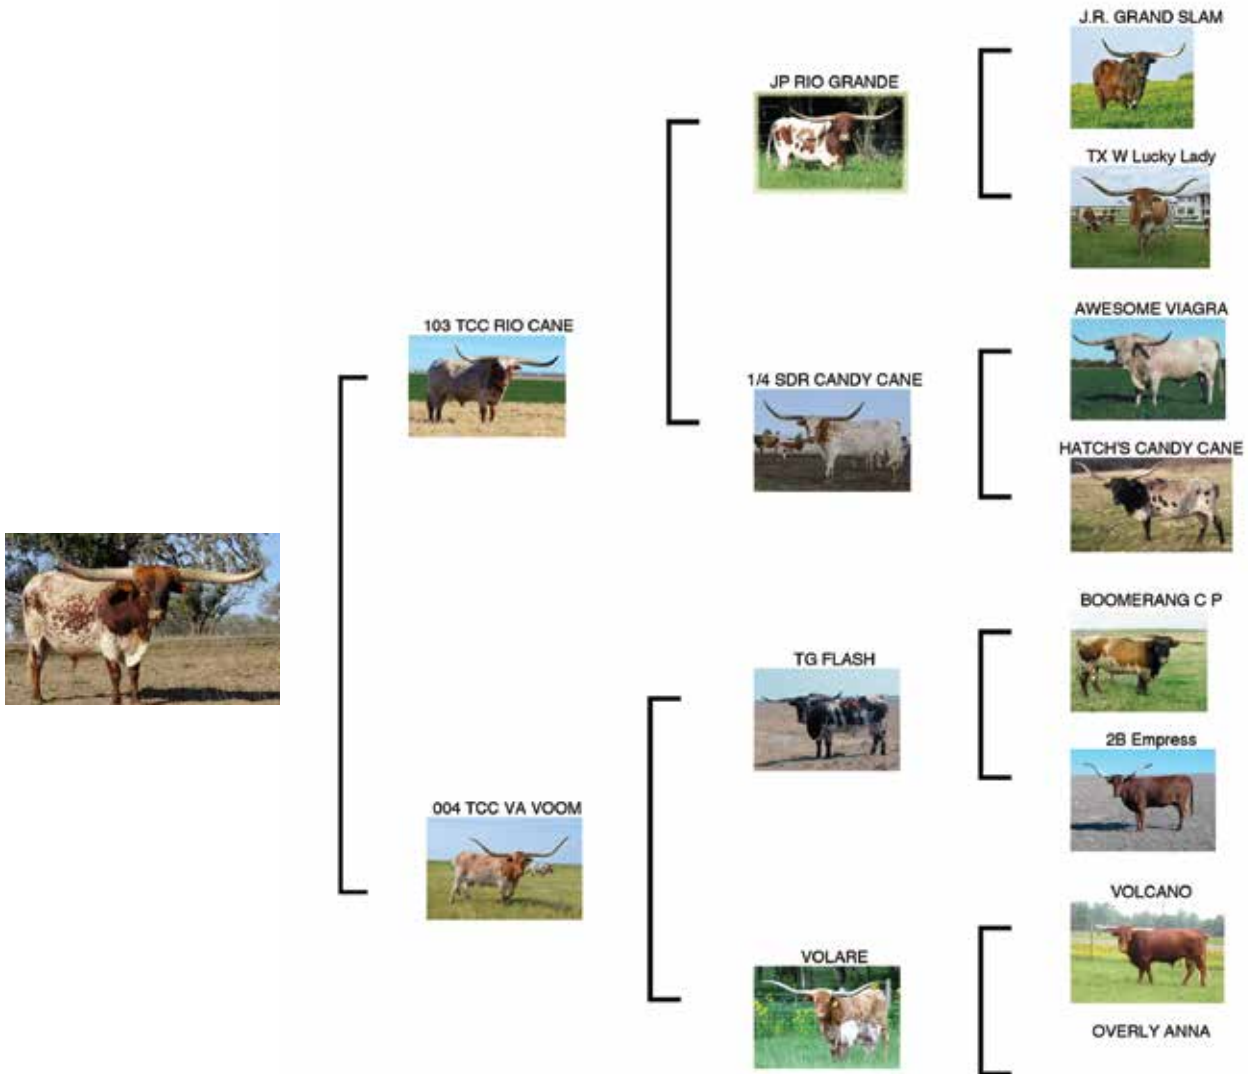 J.R. GRAND SLAM
JP RIO GRANDE
TX W Lucky Lady
AWESOME VIAGRA
103 TCC RIO CANE
1/4 SDR CANDY CANE
HATCH'S CANDY CANE
BOOMERANG C P
TG FLASH
2B Empress
004 TCC VA VOOM
VOLCANO
VOLARE
OVERLY ANNA